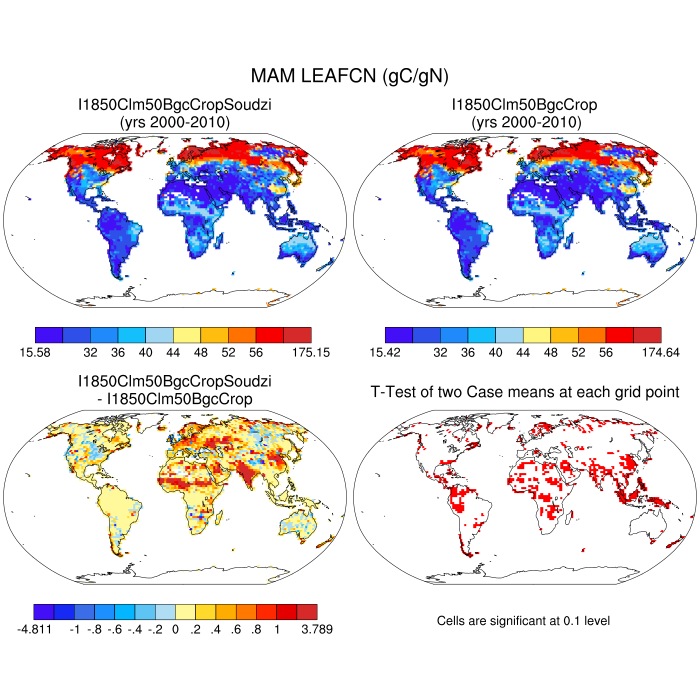 MAM LEAFCN (gC/gN)
I1850Clm50BgcCropSoudzi
(yrs 2000-2010)
I1850Clm50BgcCrop
(yrs 2000-2010)
15.58 32 36 40 44 48 52 56 175.15
15.42 32 36 40 44 48 52 56 174.64
I1850Clm50BgcCropSoudzi
- I1850Clm50BgcCrop
T-Test of two Case means at each grid point
-4.811 -1 -.8 -.6 -.4 -.2 0 .2 .4 .6 .8 1 3.789
Cells are significant at 0.1 level